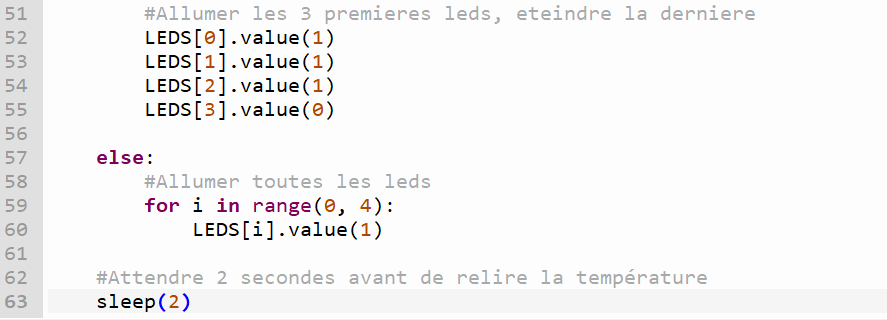 51 #Allumer les 3 premieres leds, eteindre la derniere
52 LEDS[0].value(1)
53 LEDS[1].value(1)
54 LEDS[2].value(1)
55 LEDS[3].value(0)
56
57 else:
58 #Allumer toutes les leds
59 for i in range(0, 4):
60 LEDS[i].value(1)
61
62 #Attendre 2 secondes avant de relire la température
63 sleep(2)